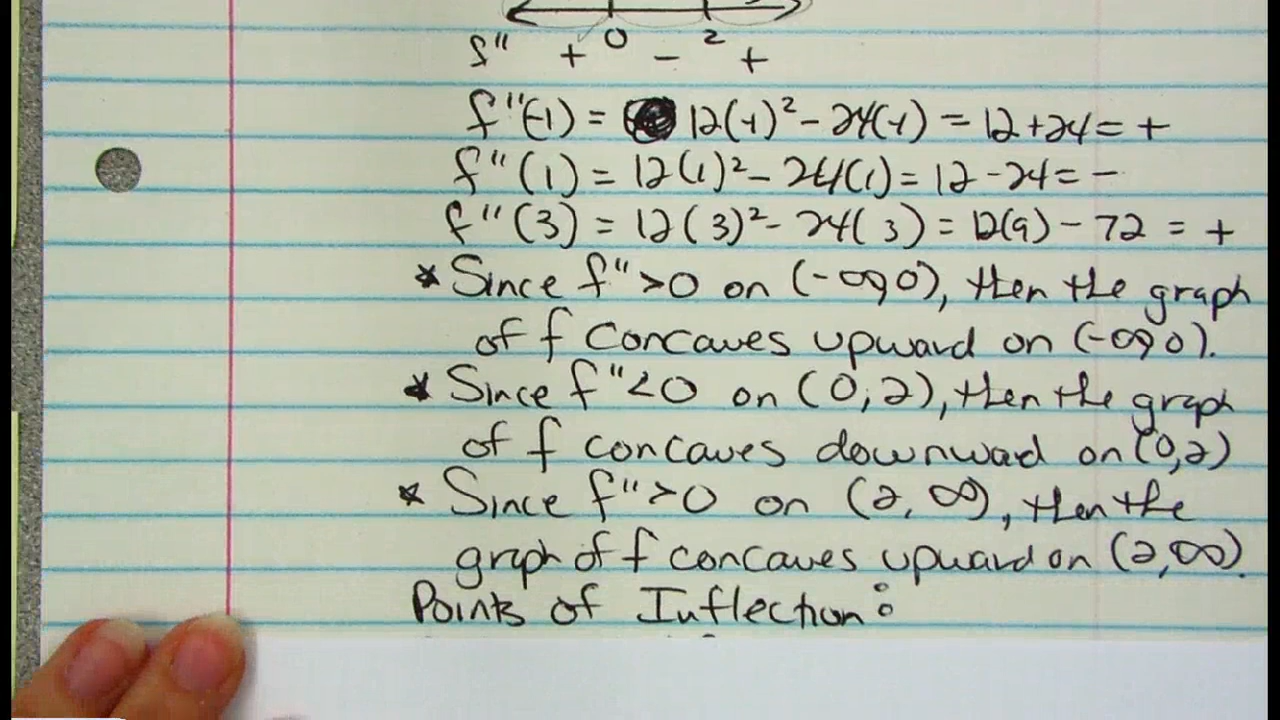 0 2
f" + - +
f"(-1) = 12(-1)² - 24(-1) = 12 + 24 = +
f"(1) = 12(1)² - 24(1) = 12 - 24 = -
f"(3) = 12(3)² - 24(3) = 12(9) - 72 = +
* Since f" > 0 on (-∞, 0), then the graph
of f concaves upward on (-∞, 0).
* Since f" < 0 on (0, 2), then the graph
of f concaves downward on (0, 2)
* Since f" > 0 on (2, ∞), then the
graph of f concaves upward on (2, ∞).
Points of Inflection: